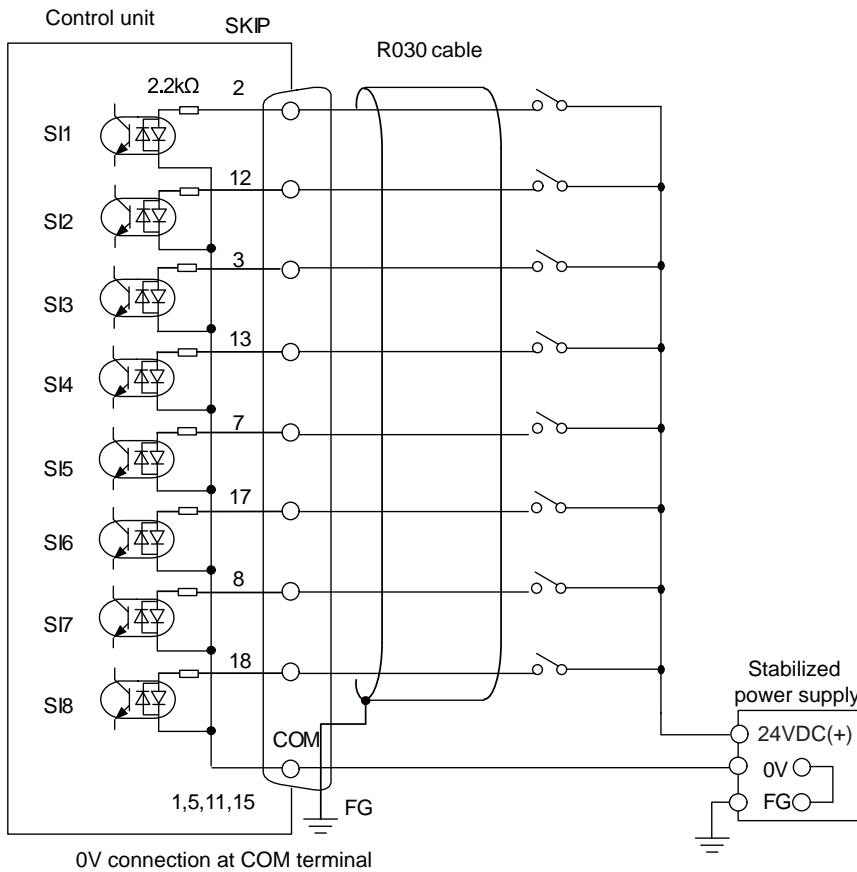 Control unit
SKIP
R030 cable
2.2kΩ
2
SI1
12
SI2
3
SI3
13
SI4
7
SI5
17
SI6
8
SI7
18
SI8
Stabilized
power supply
24VDC(+)
COM
0V
1,5,11,15
FG
FG
0V connection at COM terminal